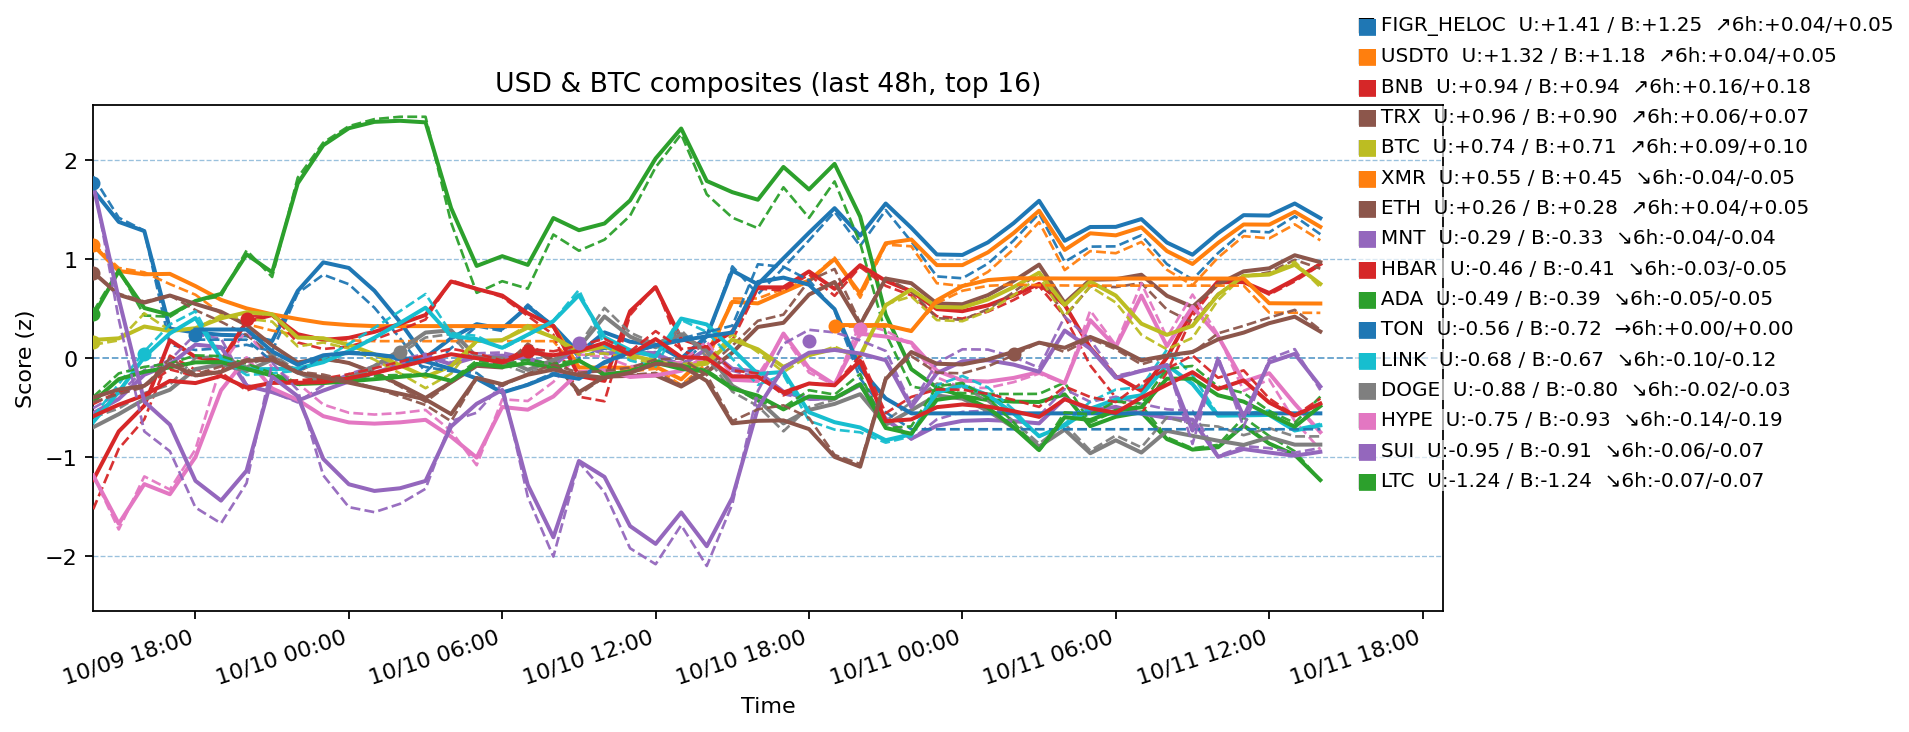 FIGR_HELOC U:+1.41 / B:+1.25 ↗6h:+0.04/+0.05
USDT0 U:+1.32 / B:+1.18 ↗6h:+0.04/+0.05
BNB U:+0.94 / B:+0.94 ↗6h:+0.16/+0.18
TRX U:+0.96 / B:+0.90 ↗6h:+0.06/+0.07
BTC U:+0.74 / B:+0.71 ↗6h:+0.09/+0.10
XMR U:+0.55 / B:+0.45 ↘6h:-0.04/-0.05
ETH U:+0.26 / B:+0.28 ↗6h:+0.04/+0.05
MNT U:-0.29 / B:-0.33 ↘6h:-0.04/-0.04
HBAR U:-0.46 / B:-0.41 ↘6h:-0.03/-0.05
ADA U:-0.49 / B:-0.39 ↘6h:-0.05/-0.05
TON U:-0.56 / B:-0.72 →6h:+0.00/+0.00
LINK U:-0.68 / B:-0.67 ↘6h:-0.10/-0.12
DOGE U:-0.88 / B:-0.80 ↘6h:-0.02/-0.03
HYPE U:-0.75 / B:-0.93 ↘6h:-0.14/-0.19
SUI U:-0.95 / B:-0.91 ↘6h:-0.06/-0.07
LTC U:-1.24 / B:-1.24 ↘6h:-0.07/-0.07
USD & BTC composites (last 48h, top 16)
Score (z)
2
1
0
−1
−2
10/09 18:00
10/10 00:00
10/10 06:00
10/10 12:00
10/10 18:00
10/11 00:00
10/11 06:00
10/11 12:00
10/11 18:00
Time